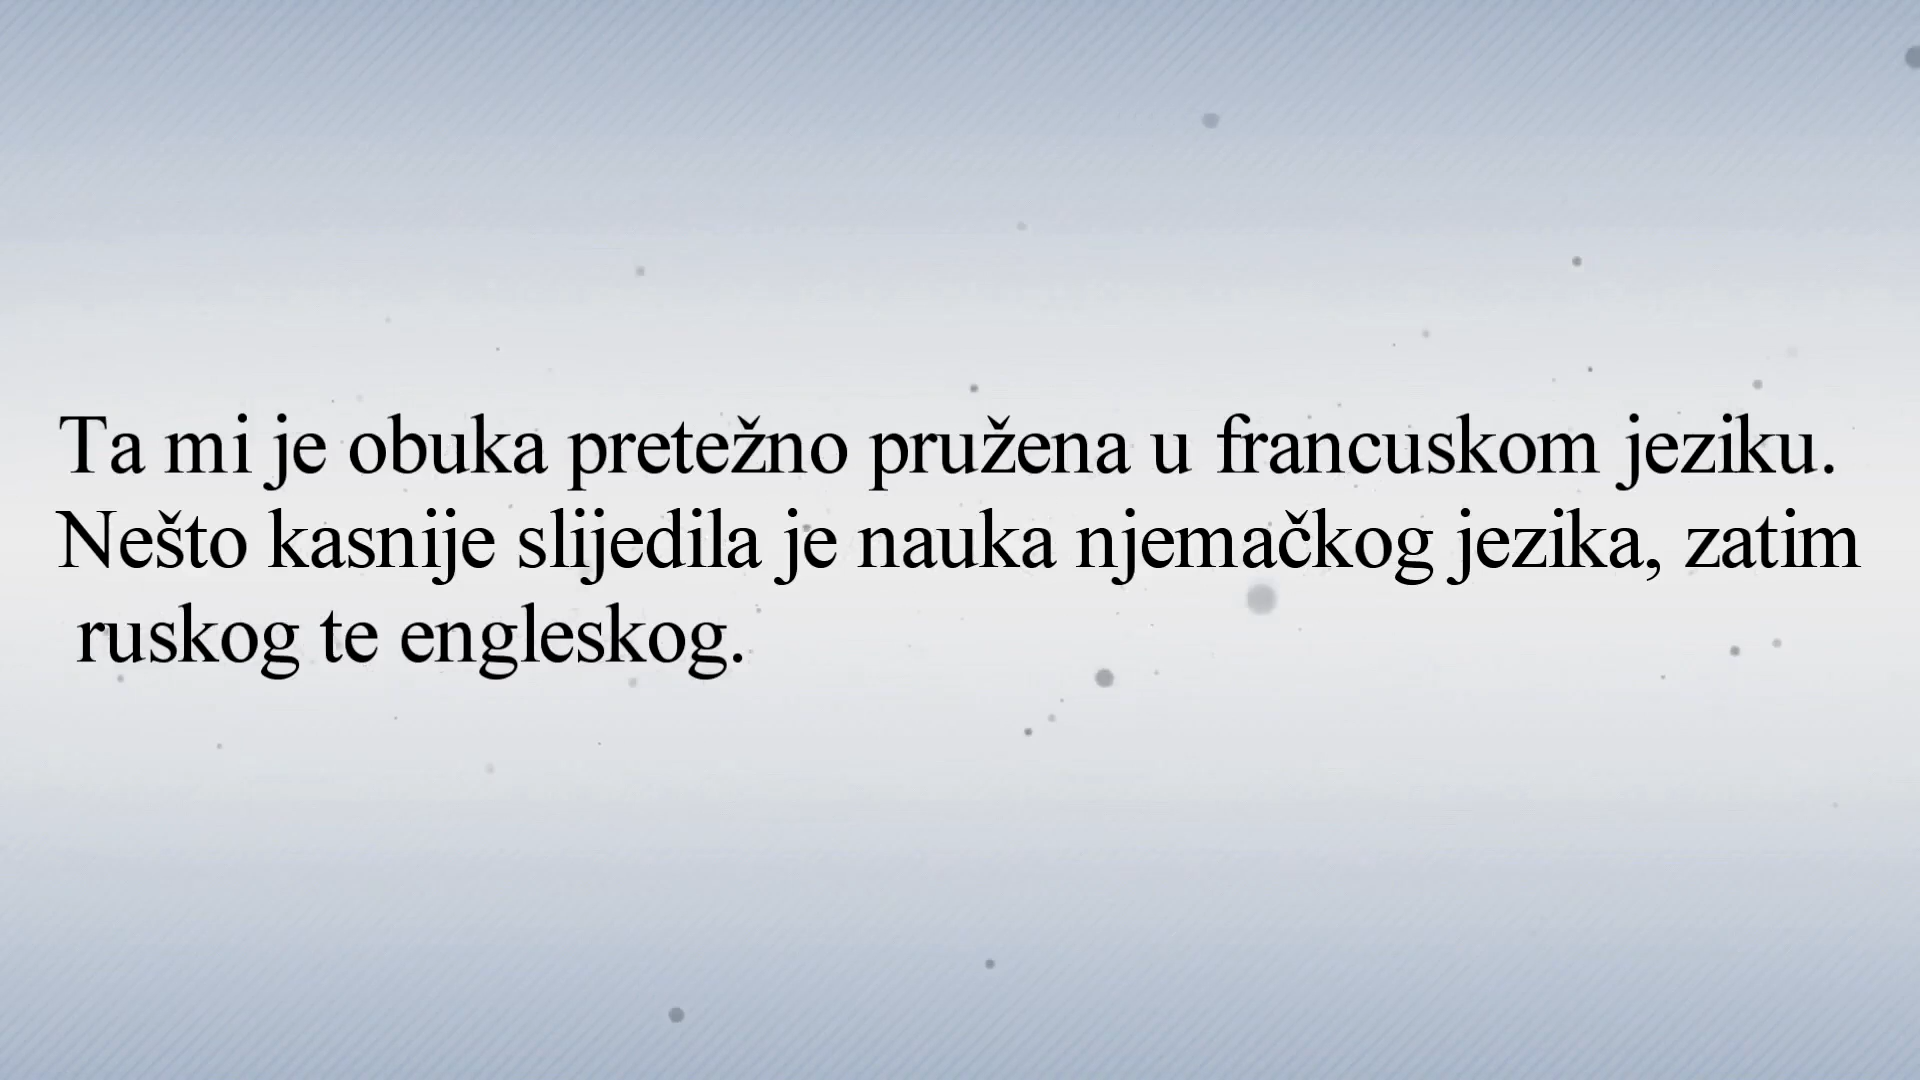 Ta mi je obuka pretežno pružena u francuskom jeziku.
Nešto kasnije slijedila je nauka njemačkog jezika, zatim
ruskog te engleskog.